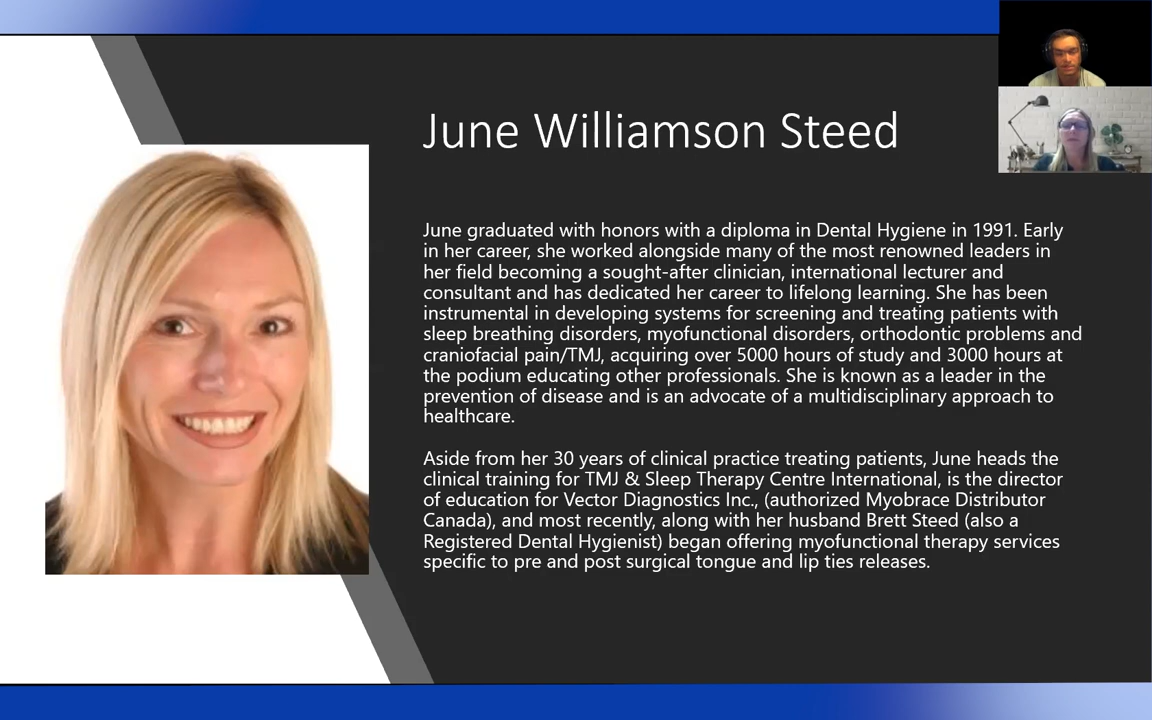 June Williamson Steed
June graduated with honors with a diploma in Dental Hygiene in 1991. Early
in her career, she worked alongside many of the most renowned leaders in
her field becoming a sought-after clinician, international lecturer and
consultant and has dedicated her career to lifelong learning. She has been
instrumental in developing systems for screening and treating patients with
sleep breathing disorders, myofunctional disorders, orthodontic problems and
craniofacial pain/TMJ, acquiring over 5000 hours of study and 3000 hours at
the podium educating other professionals. She is known as a leader in the
prevention of disease and is an advocate of a multidisciplinary approach to
healthcare.
Aside from her 30 years of clinical practice treating patients, June heads the
clinical training for TMJ & Sleep Therapy Centre International, is the director
of education for Vector Diagnostics Inc., (authorized Myobrace Distributor
Canada), and most recently, along with her husband Brett Steed (also a
Registered Dental Hygienist) began offering myofunctional therapy services
specific to pre and post surgical tongue and lip ties releases.